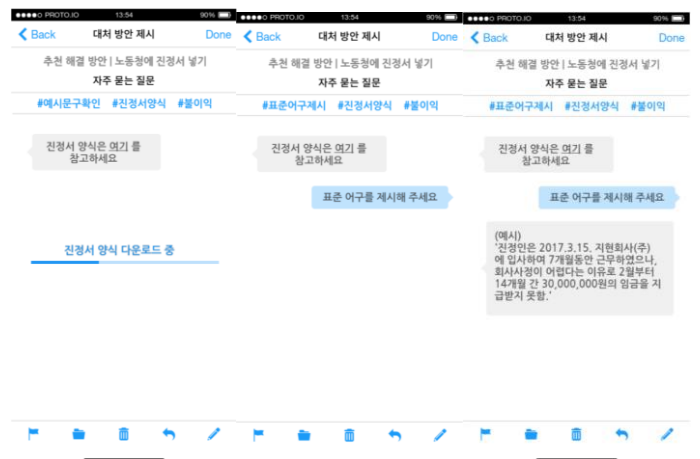 PROTO.IO 13:54 90%
Back 대처 방안 제시 Done
추천 해결 방안 | 노동청에 진정서 넣기
자주 묻는 질문
#예시문구확인 #진정서양식 #불이익
진정서 양식은 여기 를
참고하세요
진정서 양식 다운로드 중
PROTO.IO 13:54 90%
Back 대처 방안 제시 Done
추천 해결 방안 | 노동청에 진정서 넣기
자주 묻는 질문
#표준어구제시 #진정서양식 #불이익
진정서 양식은 여기 를
참고하세요
표준 어구를 제시해 주세요
PROTO.IO 13:54 90%
Back 대처 방안 제시 Done
추천 해결 방안 | 노동청에 진정서 넣기
자주 묻는 질문
#표준어구제시 #진정서양식 #불이익
진정서 양식은 여기 를
참고하세요
표준 어구를 제시해 주세요
(예시)
'진정인은 2017.3.15. 지현회사(주)
에 입사하여 7개월동안 근무하였으나,
회사사정이 어렵다는 이유로 2월부터
14개월 간 30,000,000원의 임금을 지
급받지 못함.'